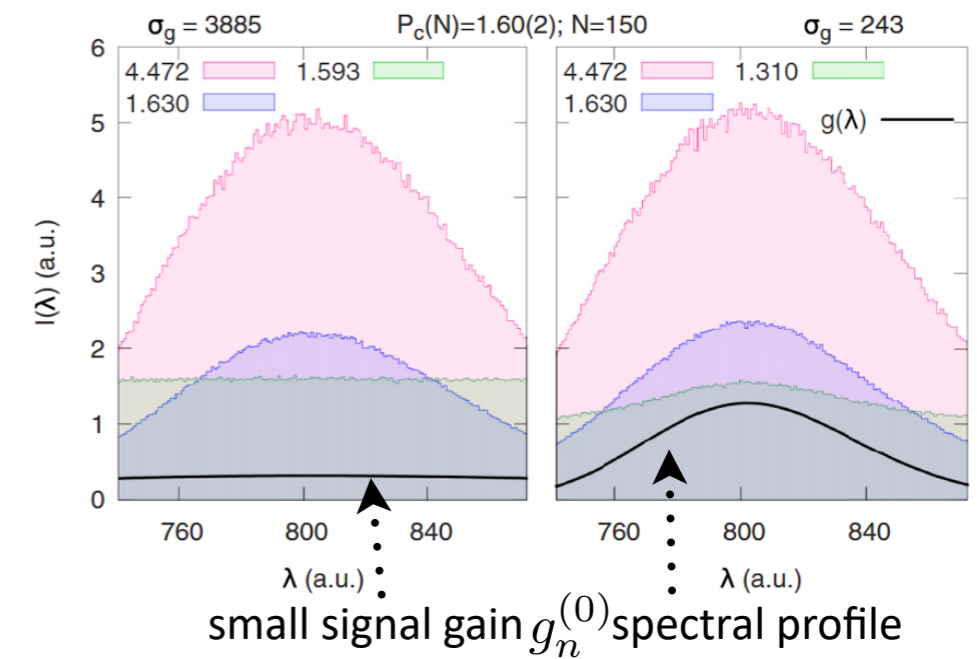 σg = 3885 Pc(N)=1.60(2); N=150 σg = 243
6
5
4
3
2
1
0
I(λ) (a.u.)
4.472 1.593
1.630
760 800 840
λ (a.u.)
4.472 1.310
1.630
g(λ)
760 800 840
λ (a.u.)
small signal gain gn(0) spectral profile